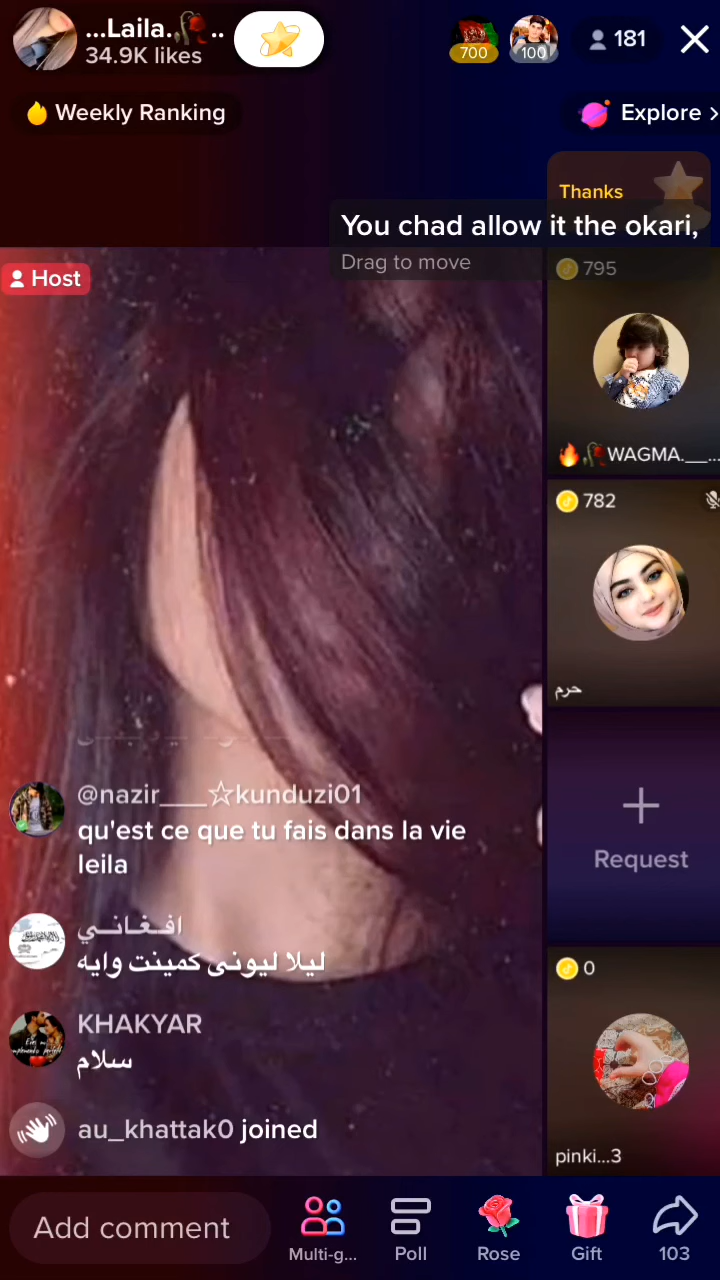 ...Laila.🥀..
34.9K likes
700
100
181
Weekly Ranking
Explore >
Thanks
You chad allow it the okari,
Drag to move
Host
795
🔥🥀WAGMA.__...
782
حرم
Request
@nazir___☆kunduzi01
qu'est ce que tu fais dans la vie
leila
افـغـانــي
لیلا لیونی کمینت وایه
KHAKYAR
سلام
au_khattak0 joined
0
pinki...3
Add comment
Multi-g...
Poll
Rose
Gift
103